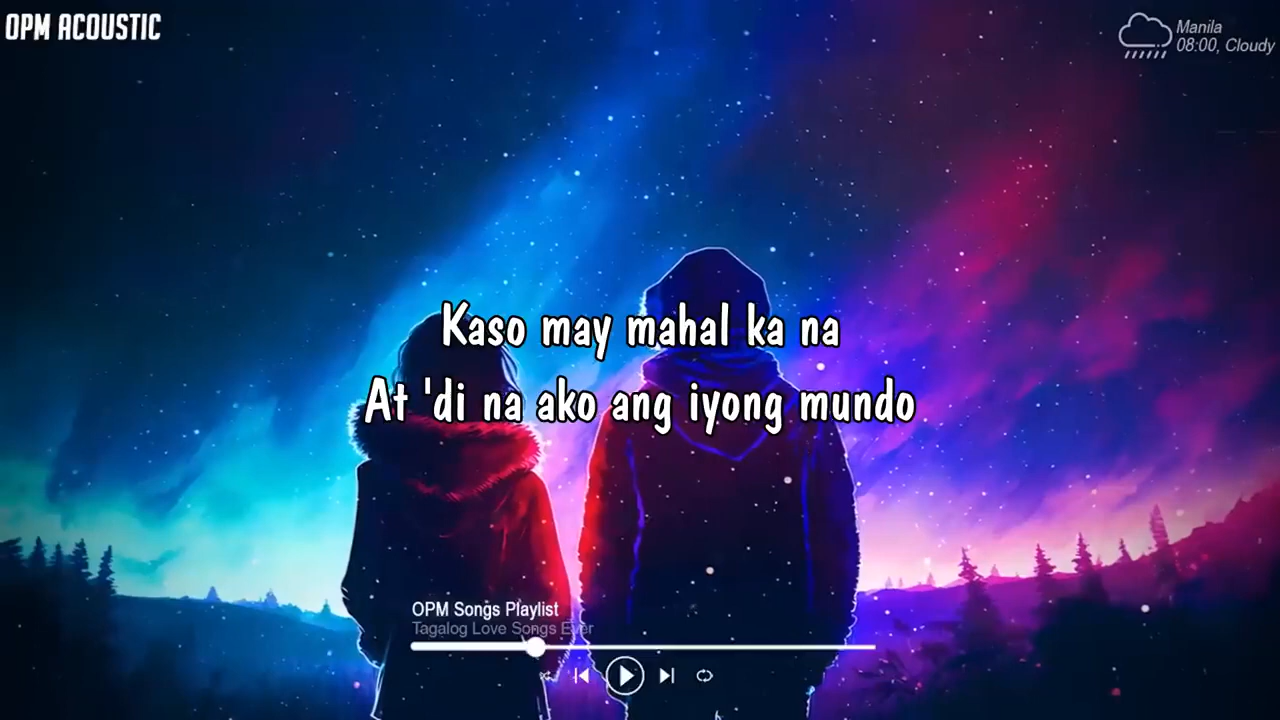 OPM ACOUSTIC
Manila
08:00, Cloudy
Kaso may mahal ka na
At 'di na ako ang iyong mundo
OPM Songs Playlist
Tagalog Love Songs Ever